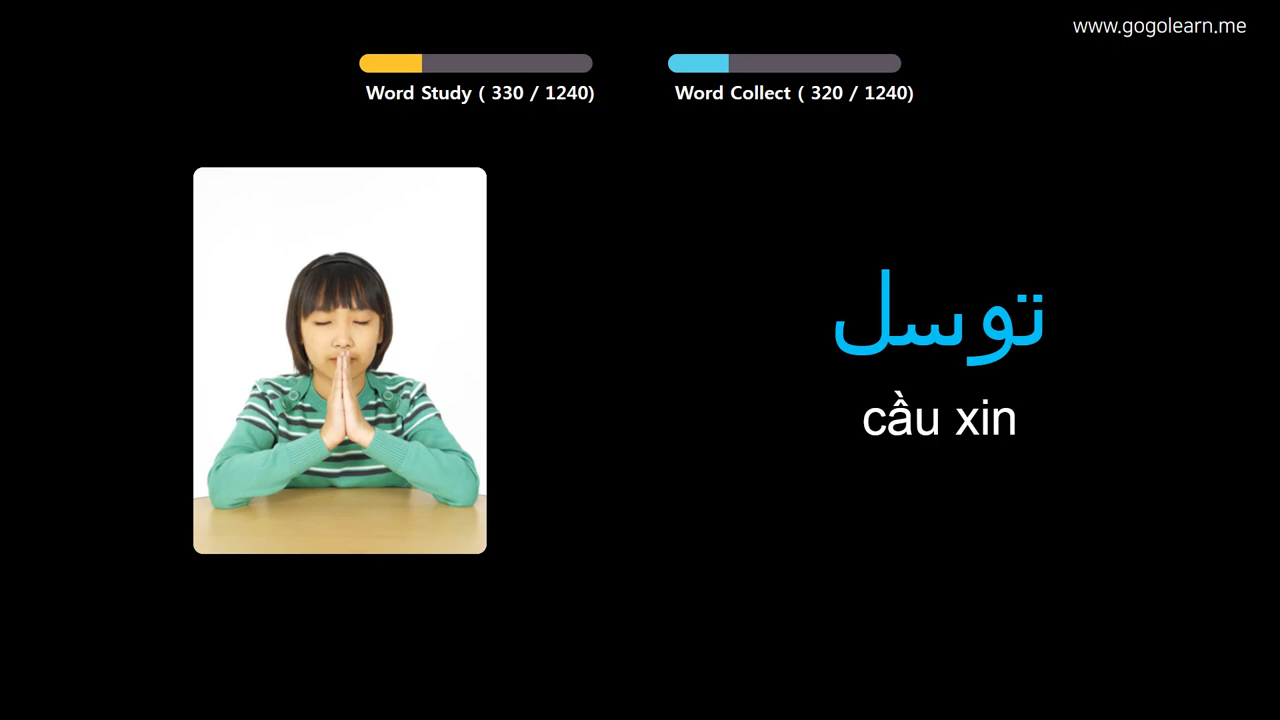 www.gogolearn.me
Word Study ( 330 / 1240)
Word Collect ( 320 / 1240)
توسل
cầu xin